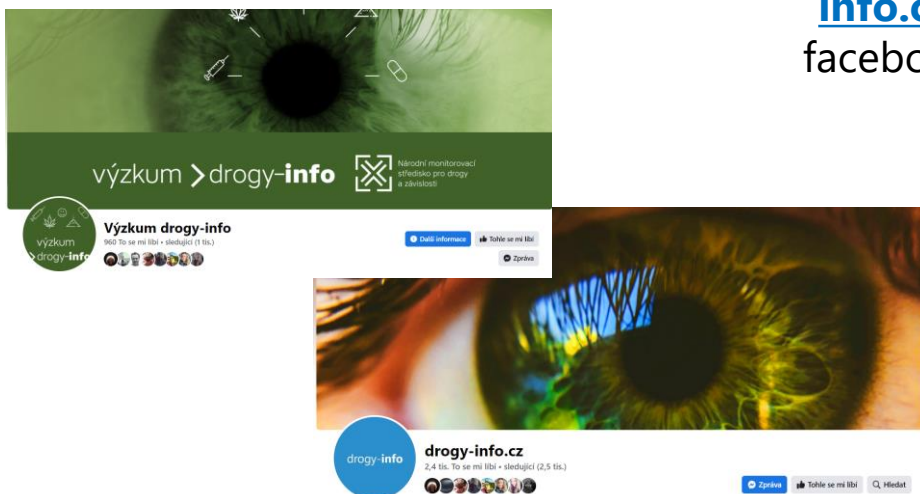 info.c
facebo
výzkum >drogy-info
Národní monitorovací
středisko pro drogy
a závislosti
výzkum
>drogy-info
Výzkum drogy-info
960 To se mi líbí • sledující (1 tis.)
Další informace
Tohle se mi líbí
Zpráva
drogy-info
drogy-info.cz
2,4 tis. To se mi líbí • sledující (2,5 tis.)
Zpráva
Tohle se mi líbí
Hledat